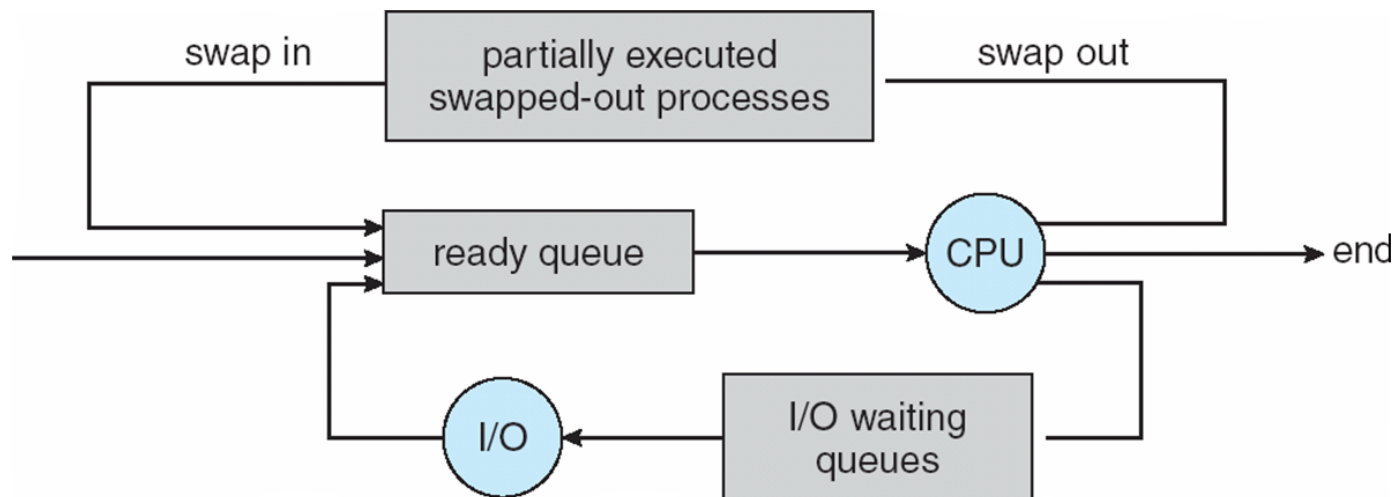 swap in
partially executed
swapped-out processes
swap out
ready queue
CPU
end
I/O
I/O waiting
queues